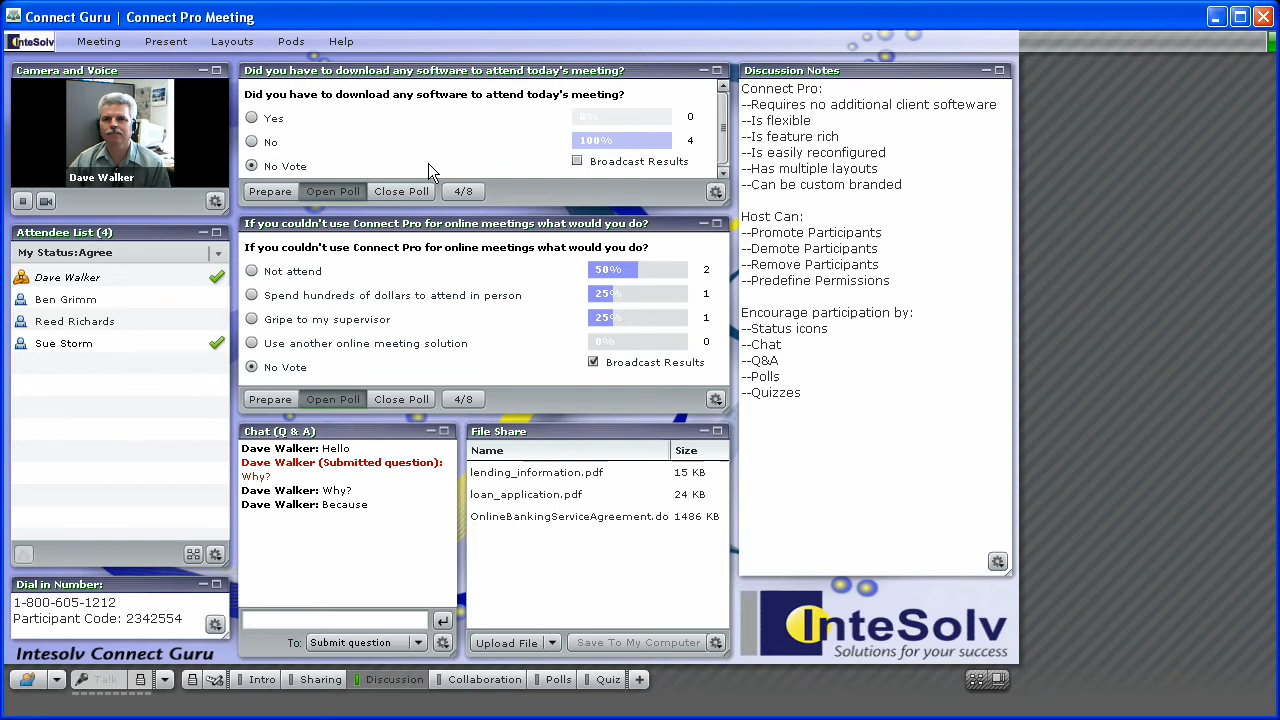 Connect Guru | Connect Pro Meeting
InteSolv
Meeting Present Layouts Pods Help
Camera and Voice
Dave Walker
Attendee List (4)
My Status:Agree
Dave Walker
Ben Grimm
Reed Richards
Sue Storm
Dial in Number:
1-800-605-1212
Participant Code: 2342554
Intesolv Connect Guru
Did you have to download any software to attend today's meeting?
Did you have to download any software to attend today's meeting?
Yes 0% 0
No 100% 4
No Vote Broadcast Results
Prepare Open Poll Close Poll 4/8
If you couldn't use Connect Pro for online meetings what would you do?
If you couldn't use Connect Pro for online meetings what would you do?
Not attend 50% 2
Spend hundreds of dollars to attend in person 25% 1
Gripe to my supervisor 25% 1
Use another online meeting solution 0% 0
No Vote Broadcast Results
Prepare Open Poll Close Poll 4/8
Chat (Q & A)
Dave Walker: Hello
Dave Walker (Submitted question):
Why?
Dave Walker: Why?
Dave Walker: Because
To: Submit question
File Share
Name Size
lending_information.pdf 15 KB
loan_application.pdf 24 KB
OnlineBankingServiceAgreement.do 1486 KB
Upload File Save To My Computer
Discussion Notes
Connect Pro:
--Requires no additional client softeware
--Is flexible
--Is feature rich
--Is easily reconfigured
--Has multiple layouts
--Can be custom branded
Host Can:
--Promote Participants
--Demote Participants
--Remove Participants
--Predefine Permissions
Encourage participation by:
--Status icons
--Chat
--Q&A
--Polls
--Quizzes
InteSolv
Solutions for your success
Talk Intro Sharing Discussion Collaboration Polls Quiz +